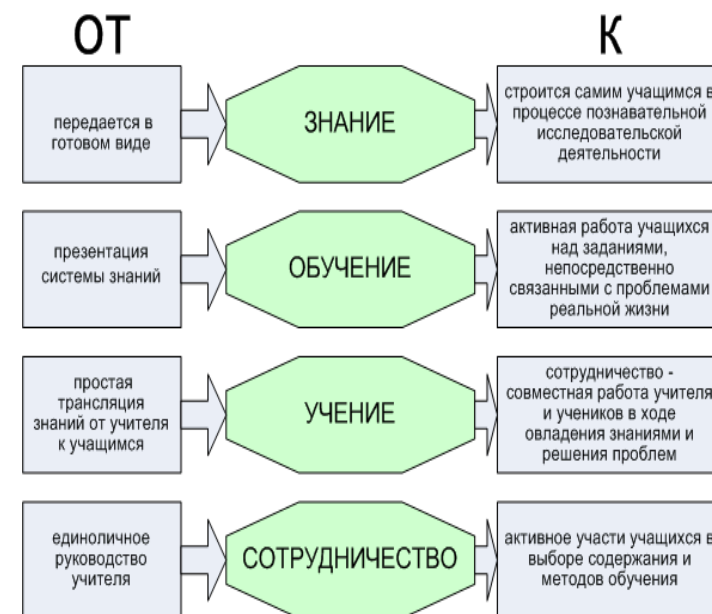 ОТ
К
передается в
готовом виде
ЗНАНИЕ
строится самим учащимся в
процессе познавательной
исследовательской
деятельности
презентация
системы знаний
ОБУЧЕНИЕ
активная работа учащихся
над заданиями,
непосредственно
связанными с проблемами
реальной жизни
простая
трансляция
знаний от учителя
к учащимся
УЧЕНИЕ
сотрудничество -
совместная работа учителя
и учеников в ходе
овладения знаниями и
решения проблем
единоличное
руководство
учителя
СОТРУДНИЧЕСТВО
активное участи учащихся в
выборе содержания и
методов обучения